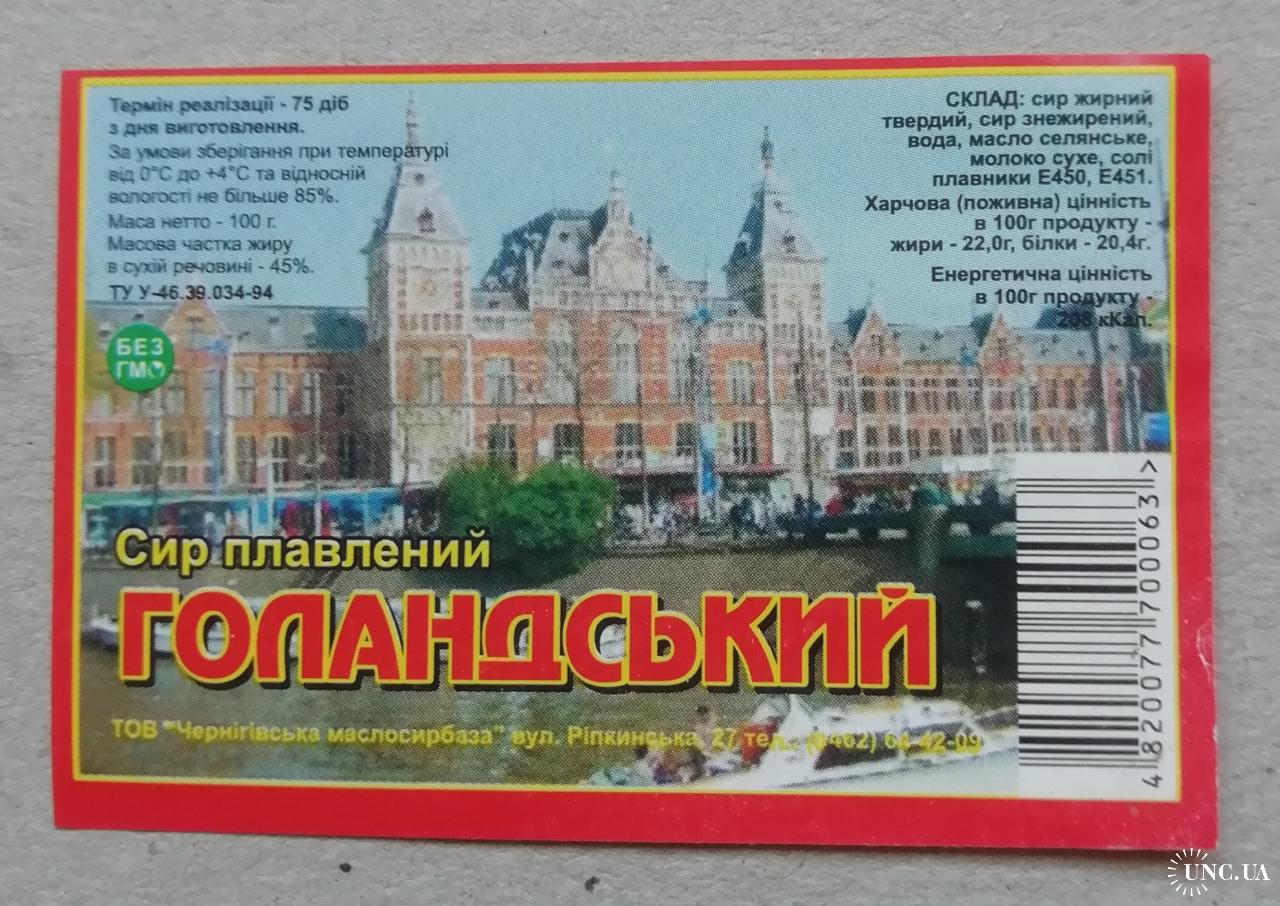 Термін реалізації - 75 діб
з дня виготовлення.
За умови зберігання при температурі
від 0°С до +4°С та відносній
вологості не більше 85%.
Маса нетто - 100 г.
Масова частка жиру
в сухій речовині - 45%.
ТУ У-46.39.034-94
БЕЗ
ГМО
СКЛАД: сир жирний
твердий, сир знежирений,
вода, масло селянське,
молоко сухе, солі
плавники Е450, Е451.
Харчова (поживна) цінність
в 100г продукту -
жири - 22,0г, білки - 20,4г.
Енергетична цінність
в 100г продукту -
кКал.
Сир плавлений
ГОЛАНДСЬКИЙ
ТОВ "Чернігівська маслосирбаза" вул. Ріпкинська, 27 тел.: (0462) 64-42-09
4 820077 700063 >
UNC.UA